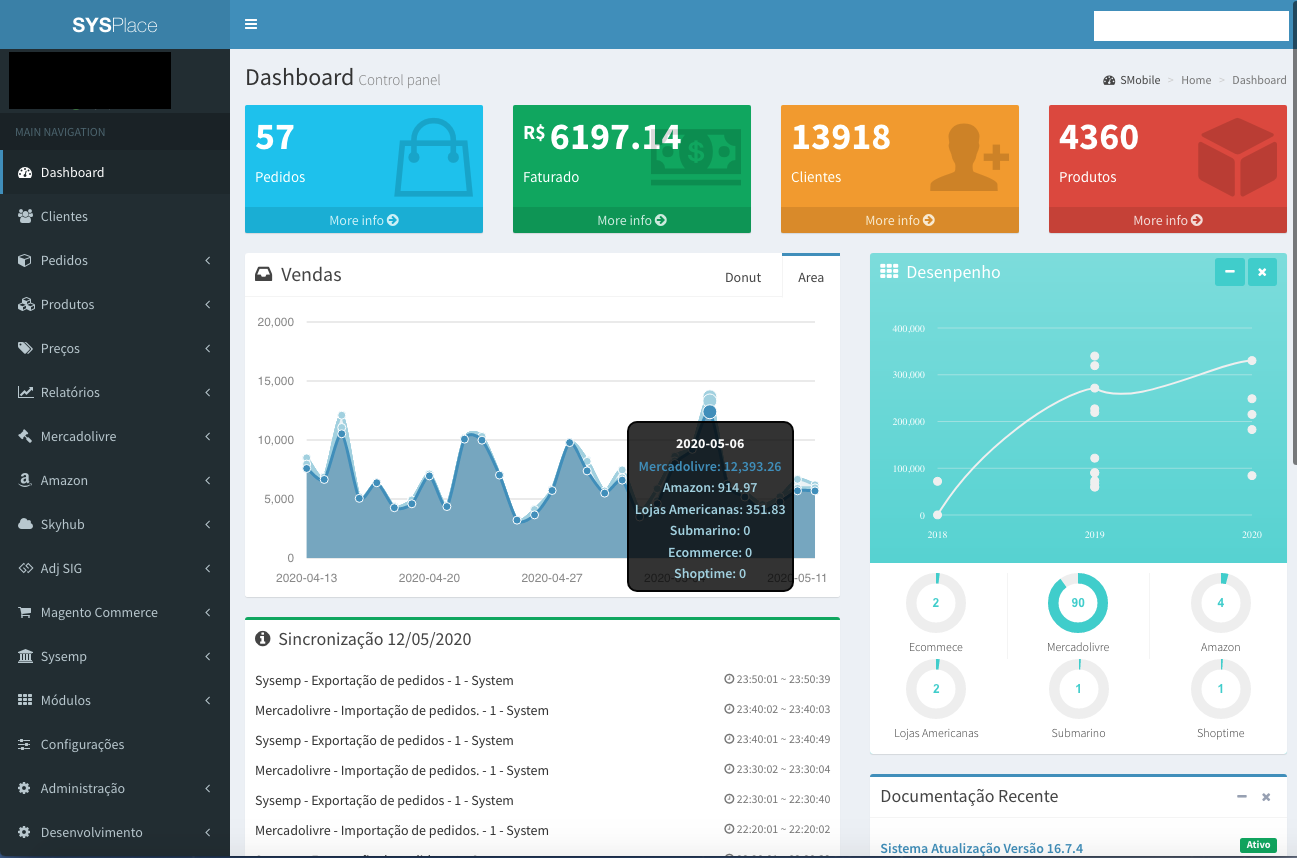 SYSPlace
MAIN NAVIGATION
Dashboard
Clientes
Pedidos
Produtos
Preços
Relatórios
Mercadolivre
Amazon
Skyhub
Adj SIG
Magento Commerce
Sysemp
Módulos
Configurações
Administração
Desenvolvimento
Dashboard Control panel
SMobile > Home > Dashboard
57
Pedidos
More info
R$ 6197.14
Faturado
More info
13918
Clientes
More info
4360
Produtos
More info
Vendas
Donut
Area
20,000
15,000
10,000
5,000
0
2020-04-13
2020-04-20
2020-04-27
2020-05-11
2020-05-06
Mercadolivre: 12,393.26
Amazon: 914.97
Lojas Americanas: 351.83
Submarino: 0
Ecommerce: 0
Shoptime: 0
Sincronização 12/05/2020
Sysemp - Exportação de pedidos - 1 - System 23:50:01 ~ 23:50:39
Mercadolivre - Importação de pedidos. - 1 - System 23:40:02 ~ 23:40:03
Sysemp - Exportação de pedidos - 1 - System 23:40:01 ~ 23:40:49
Mercadolivre - Importação de pedidos. - 1 - System 23:30:02 ~ 23:30:04
Sysemp - Exportação de pedidos - 1 - System 22:30:01 ~ 22:30:40
Mercadolivre - Importação de pedidos. - 1 - System 22:20:01 ~ 22:20:02
Desenpenho
400,000
300,000
200,000
100,000
0
2018
2019
2020
2
Ecommece
90
Mercadolivre
4
Amazon
2
Lojas Americanas
1
Submarino
1
Shoptime
Documentação Recente
Sistema Atualização Versão 16.7.4
Ativo